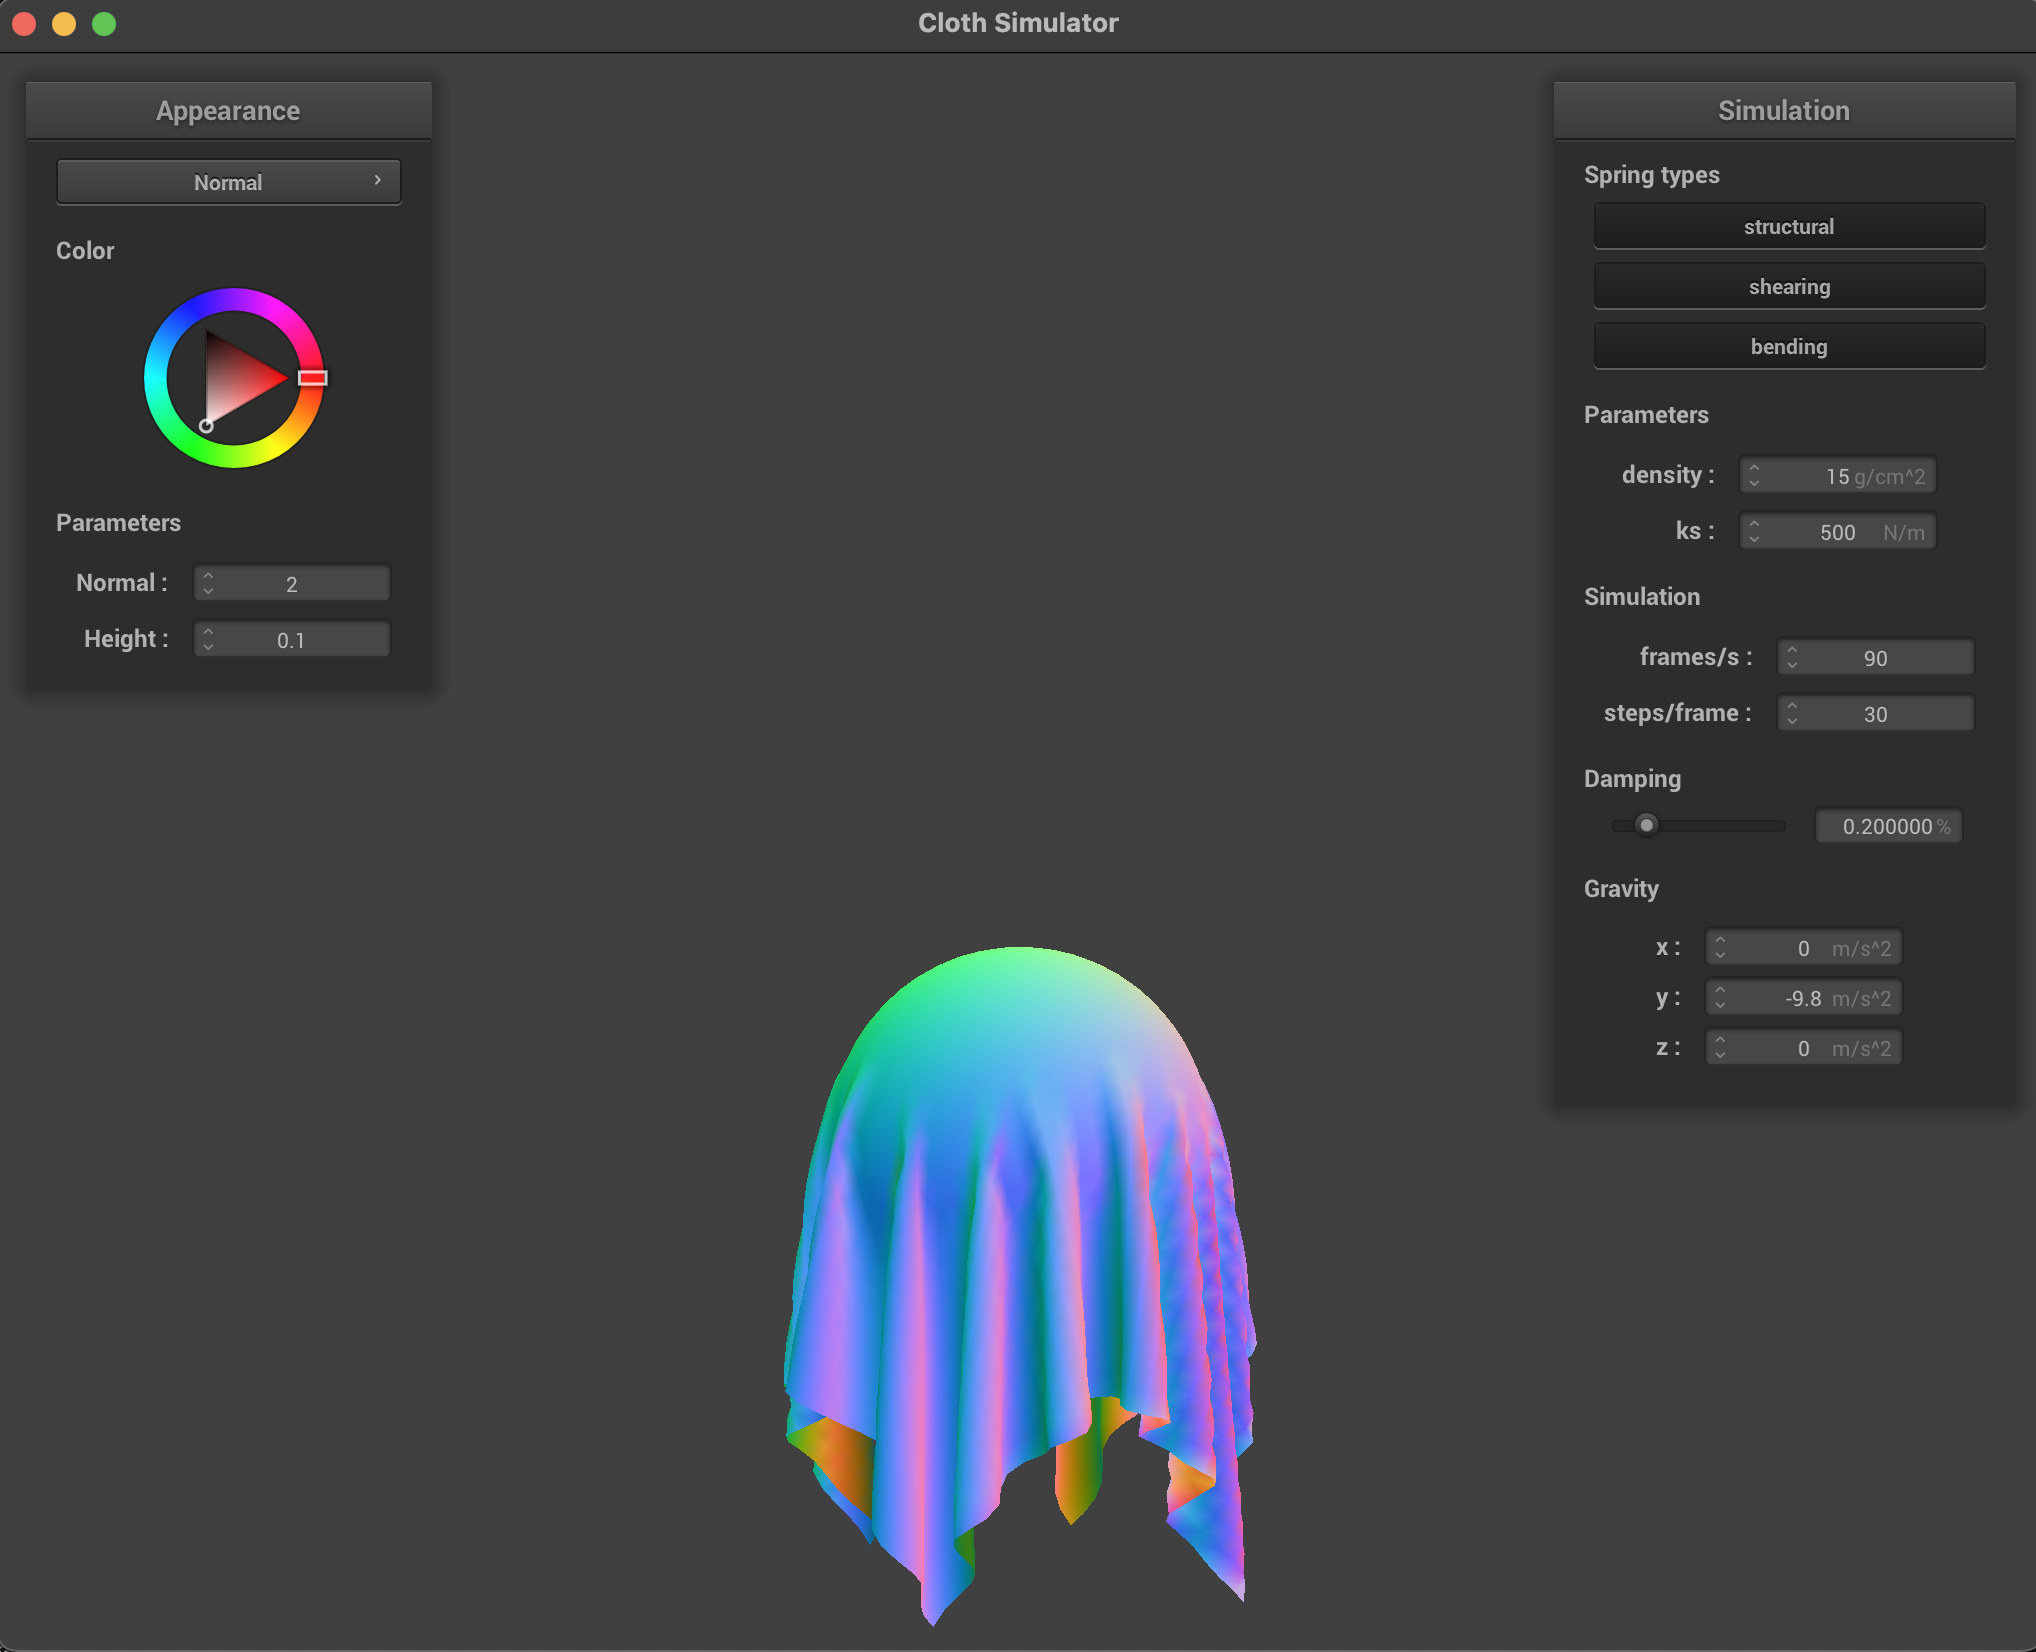 Cloth Simulator
Appearance
Normal
Color
Parameters
Normal :
2
Height :
0.1
Simulation
Spring types
structural
shearing
bending
Parameters
density :
15 g/cm^2
ks :
500 N/m
Simulation
frames/s :
90
steps/frame :
30
Damping
0.200000 %
Gravity
x :
0 m/s^2
y :
-9.8 m/s^2
z :
0 m/s^2